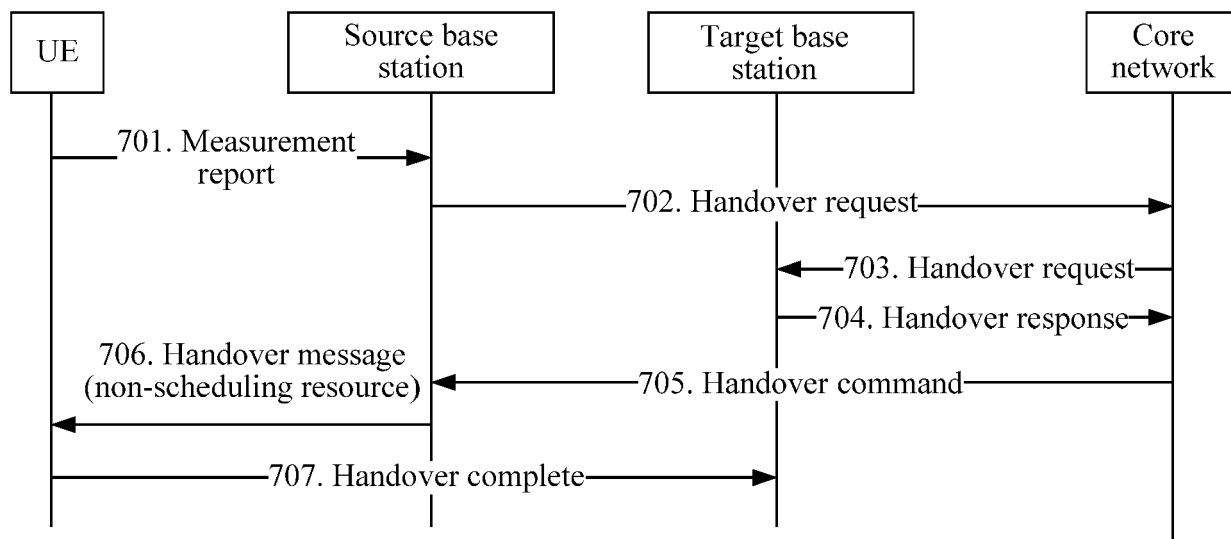 UE
Source base
station
Target base
station
Core
network
701. Measurement
report
702. Handover request
703. Handover request
704. Handover response
705. Handover command
706. Handover message
(non-scheduling resource)
707. Handover complete